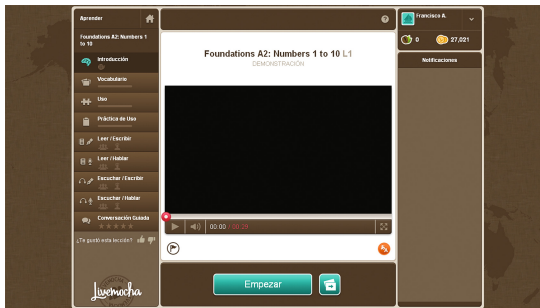 Aprender
Foundations A2: Numbers 1 to 10
Introducción
Vocabulario
Uso
Práctica de Uso
Leer / Escribir
Leer / Hablar
Escuchar / Escribir
Escuchar / Hablar
Conversación Guiada
¿Te gustó esta lección?
Livemocha
Foundations A2: Numbers 1 to 10 L1
DEMONSTRACIÓN
00:00 / 00:29
Empezar
Francisco A.
0
27,021
Notificaciones